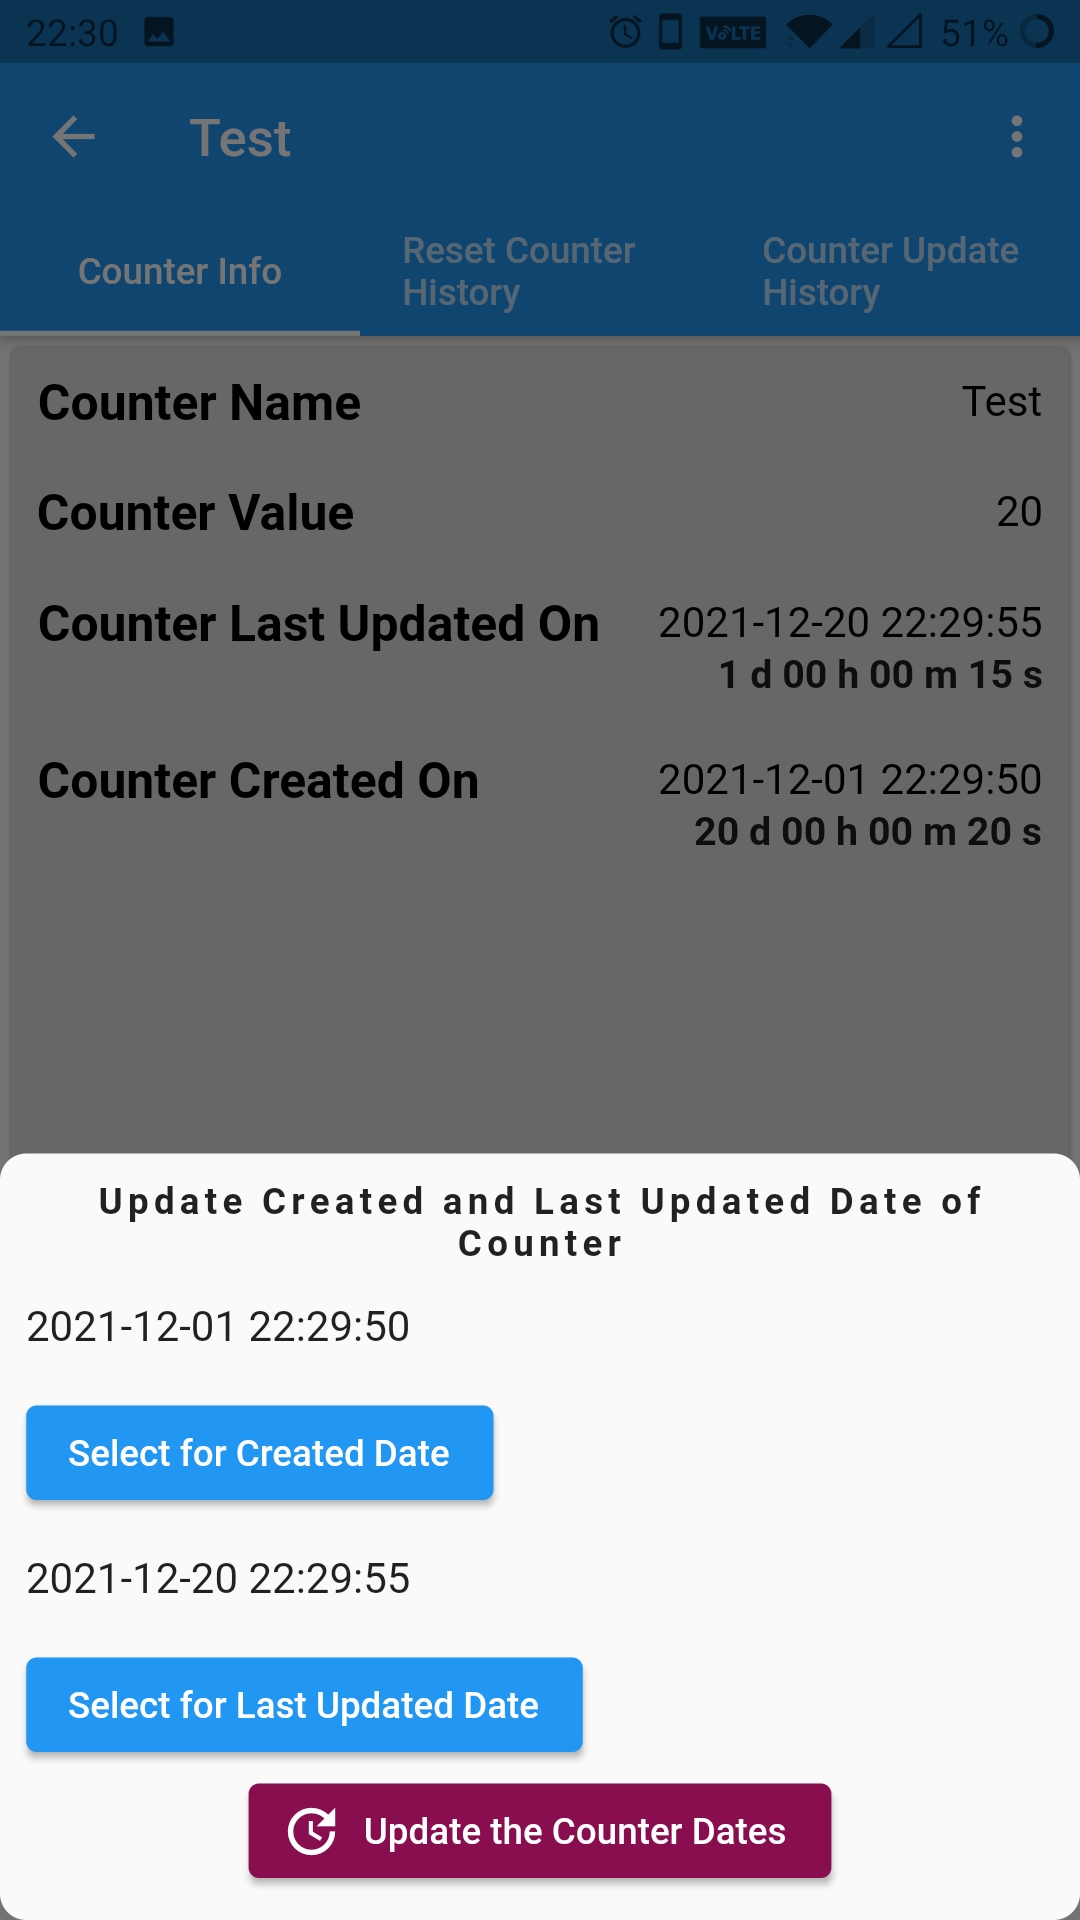 22:30
VoLTE
51%
Test
Counter Info
Reset Counter
History
Counter Update
History
Counter Name
Test
Counter Value
20
Counter Last Updated On
2021-12-20 22:29:55
1 d 00 h 00 m 15 s
Counter Created On
2021-12-01 22:29:50
20 d 00 h 00 m 20 s
Update Created and Last Updated Date of
Counter
2021-12-01 22:29:50
Select for Created Date
2021-12-20 22:29:55
Select for Last Updated Date
Update the Counter Dates